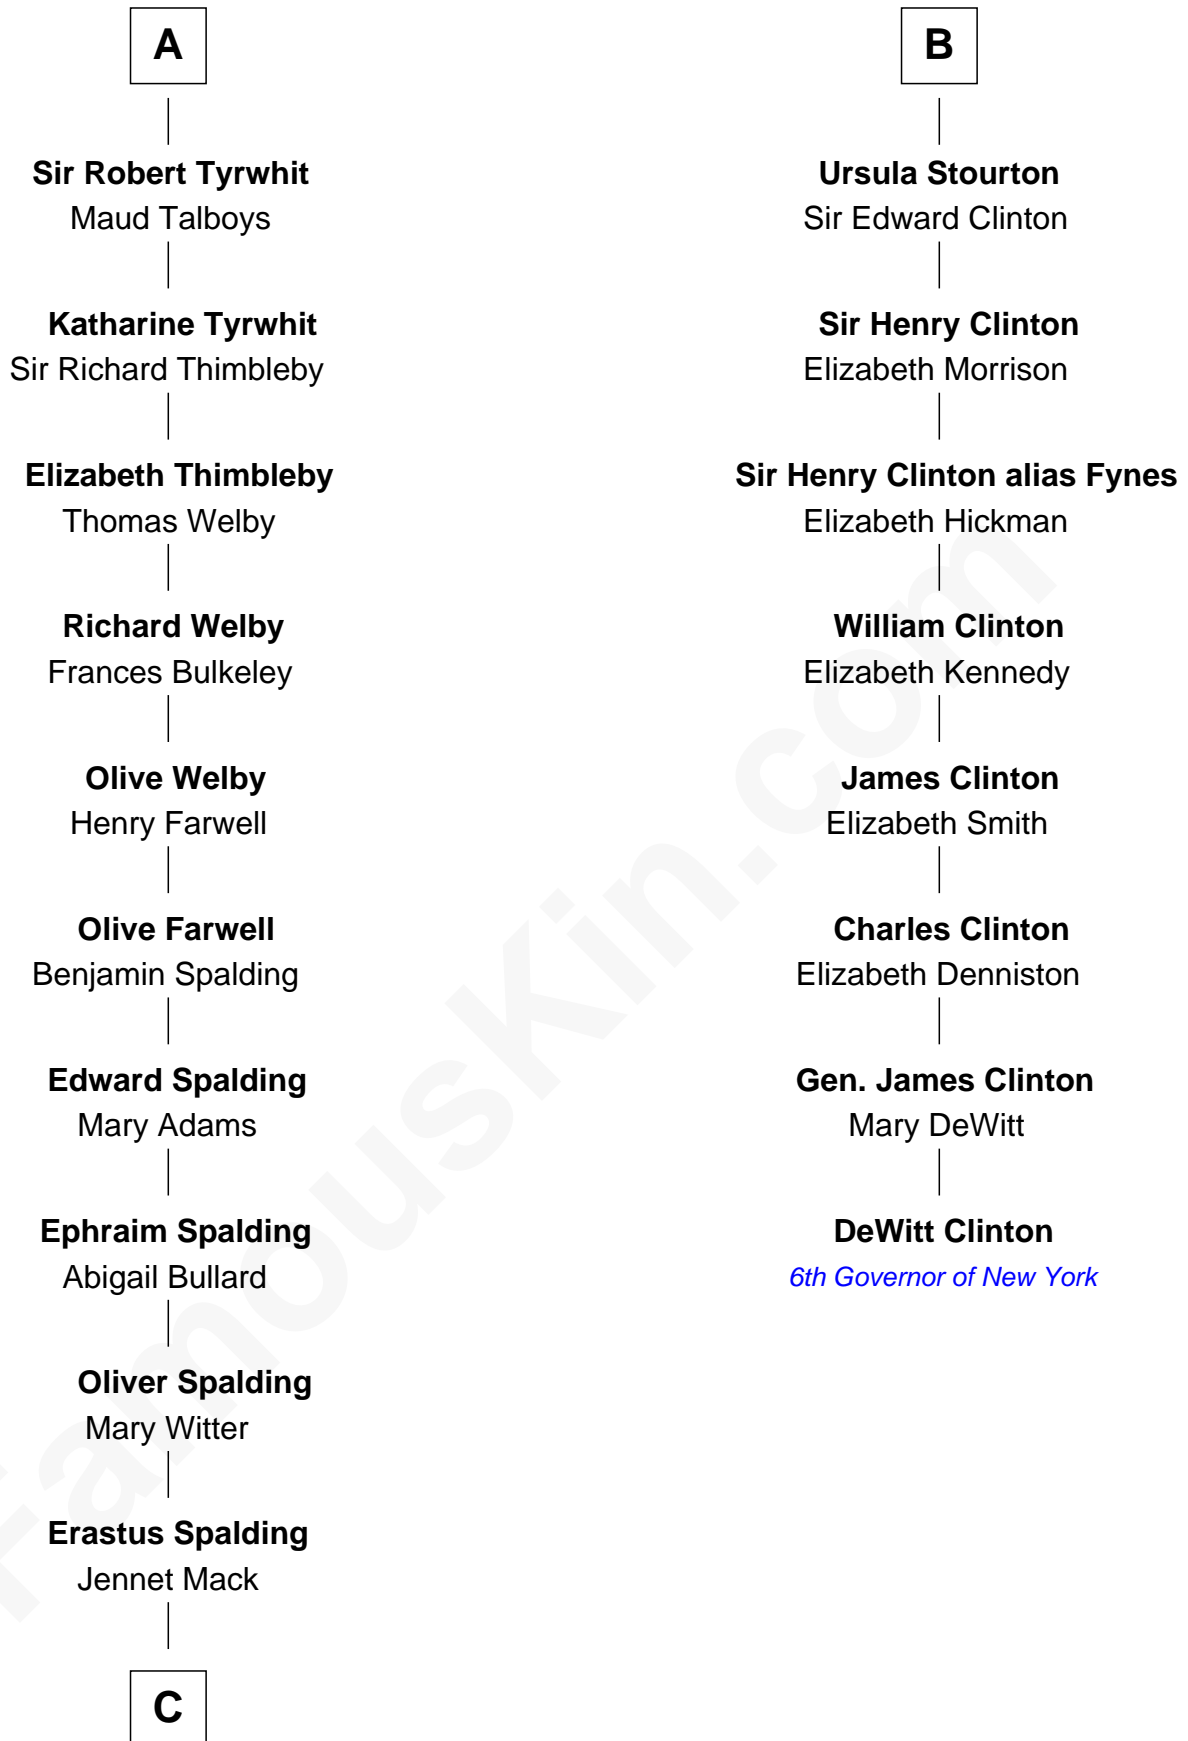 A
Sir Robert Tyrwhit
Maud Talboys
Katharine Tyrwhit
Sir Richard Thimbleby
Elizabeth Thimbleby
Thomas Welby
Richard Welby
Frances Bulkeley
Olive Welby
Henry Farwell
Olive Farwell
Benjamin Spalding
Edward Spalding
Mary Adams
Ephraim Spalding
Abigail Bullard
Oliver Spalding
Mary Witter
Erastus Spalding
Jennet Mack
C
B
Ursula Stourton
Sir Edward Clinton
Sir Henry Clinton
Elizabeth Morrison
Sir Henry Clinton alias Fynes
Elizabeth Hickman
William Clinton
Elizabeth Kennedy
James Clinton
Elizabeth Smith
Charles Clinton
Elizabeth Denniston
Gen. James Clinton
Mary DeWitt
DeWitt Clinton
6th Governor of New York
FamousKin.com